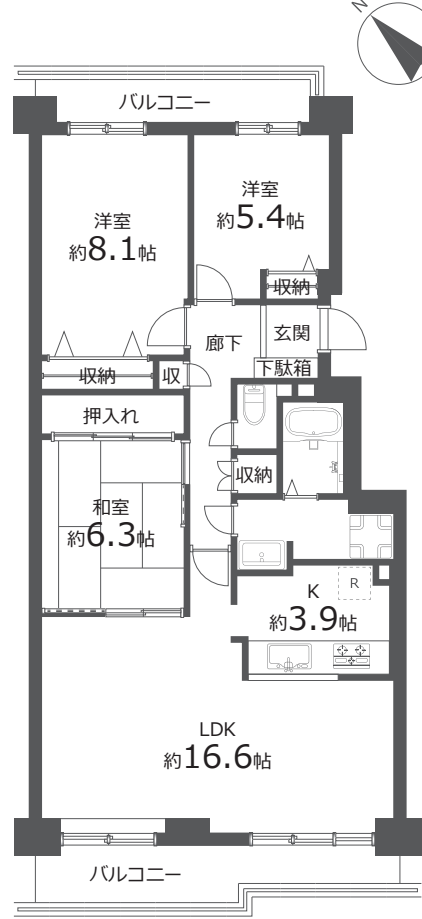 N
バルコニー
洋室
約5.4帖
洋室
約8.1帖
収納
玄関
廊下
下駄箱
収納
収
押入れ
収納
和室
約6.3帖
R
K
約3.9帖
LDK
約16.6帖
バルコニー